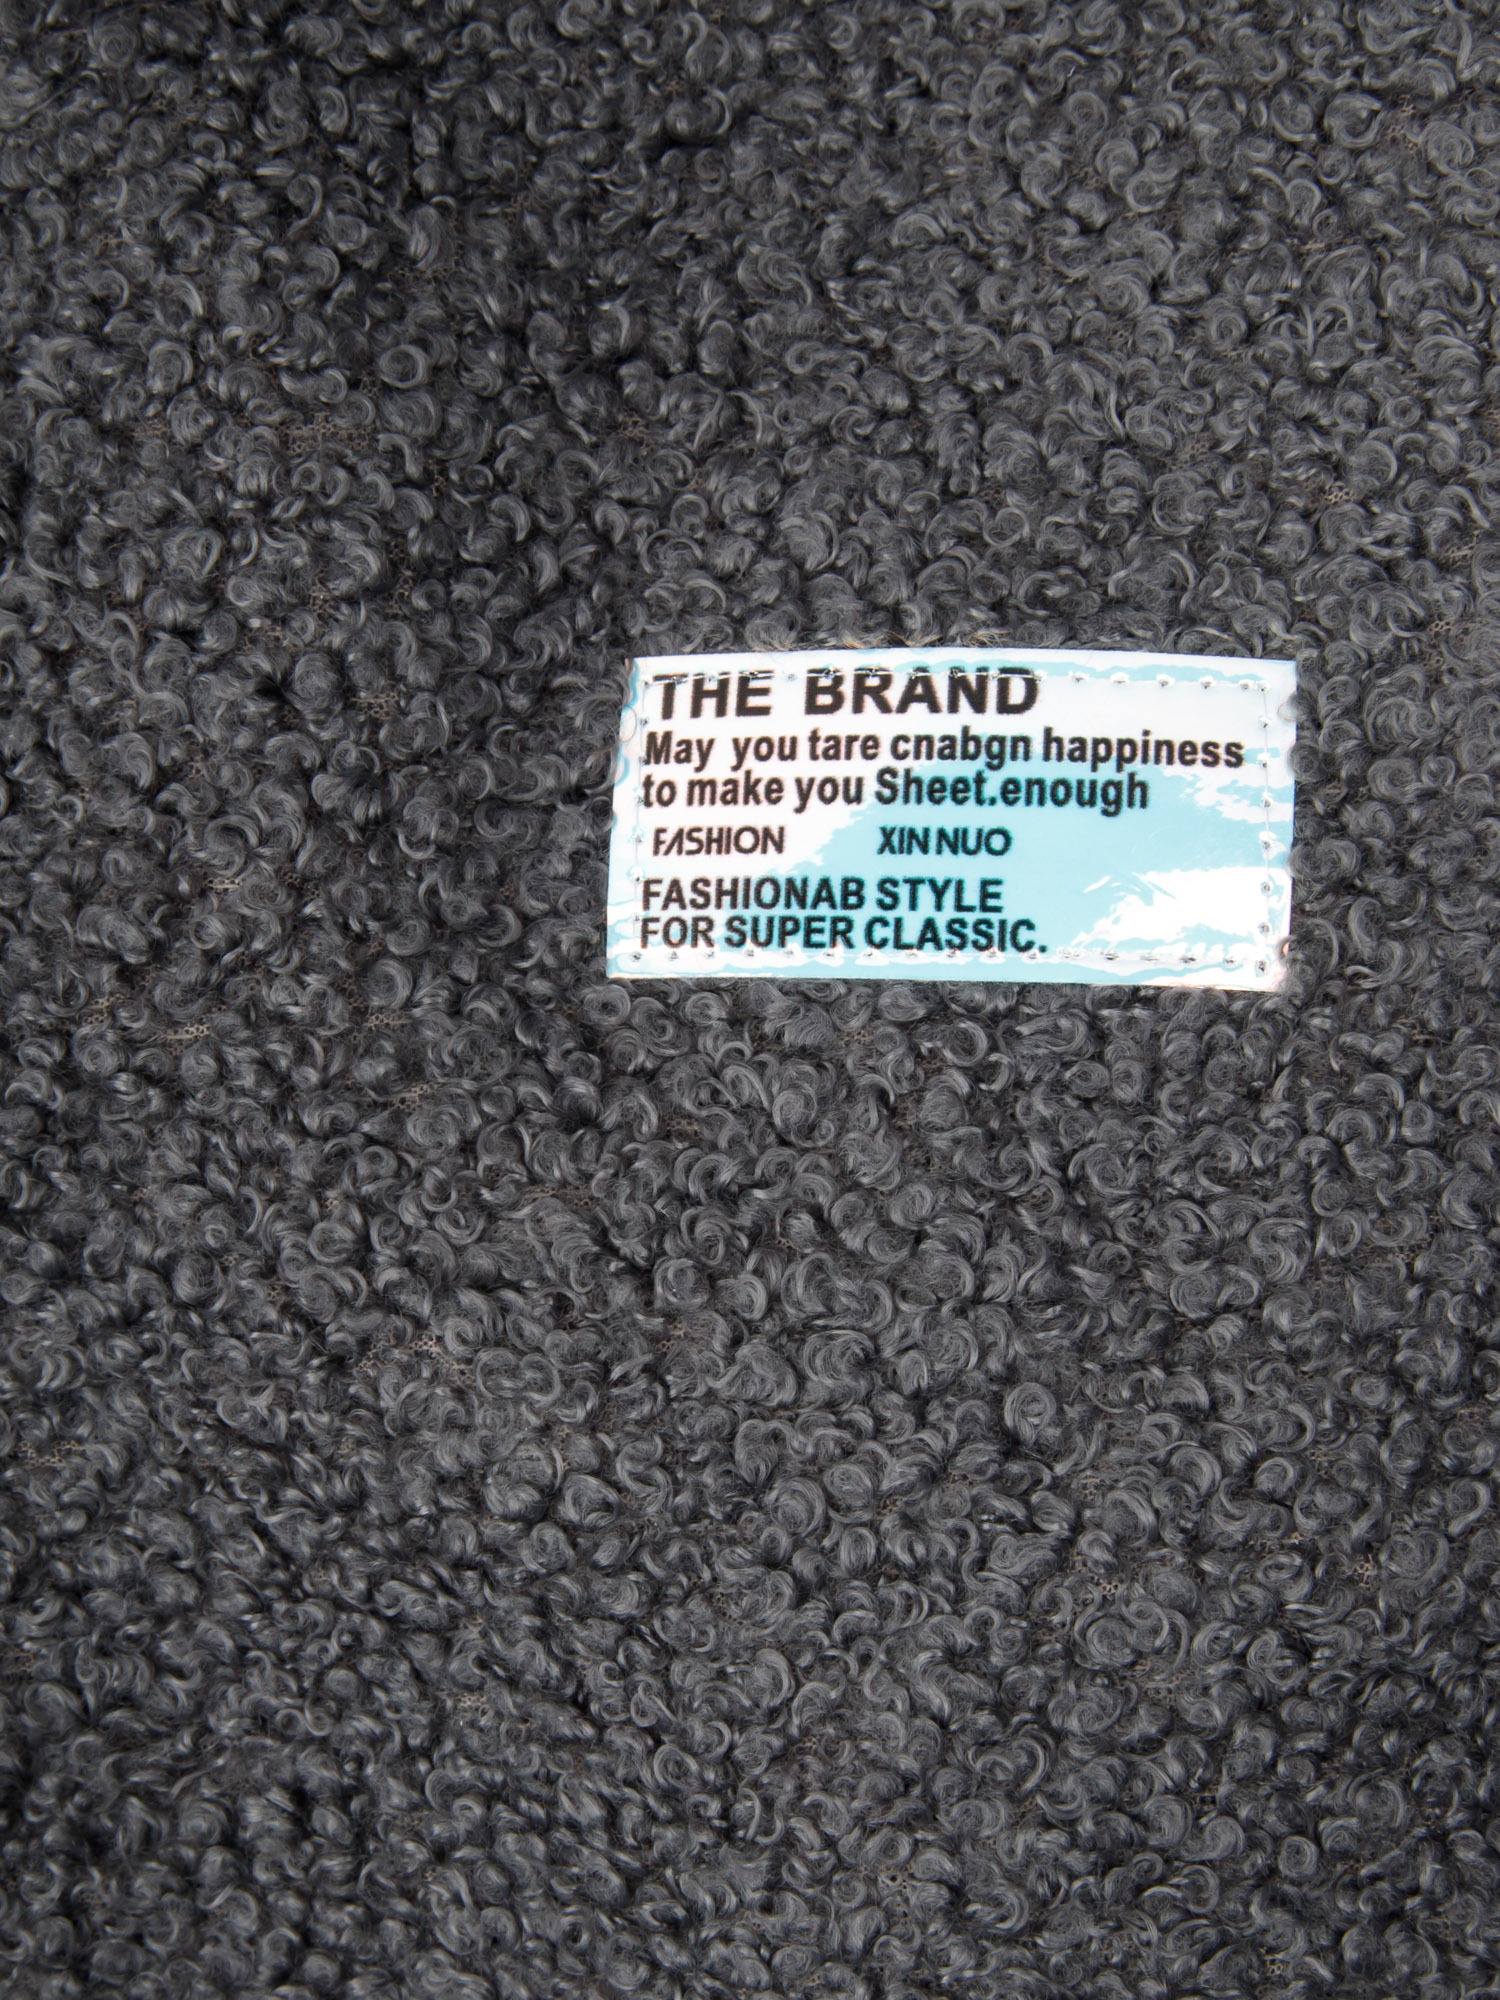 THE BRAND
May you tare cnabgn happiness
to make you Sheet.enough
FASHION XIN NUO
FASHIONAB STYLE
FOR SUPER CLASSIC.